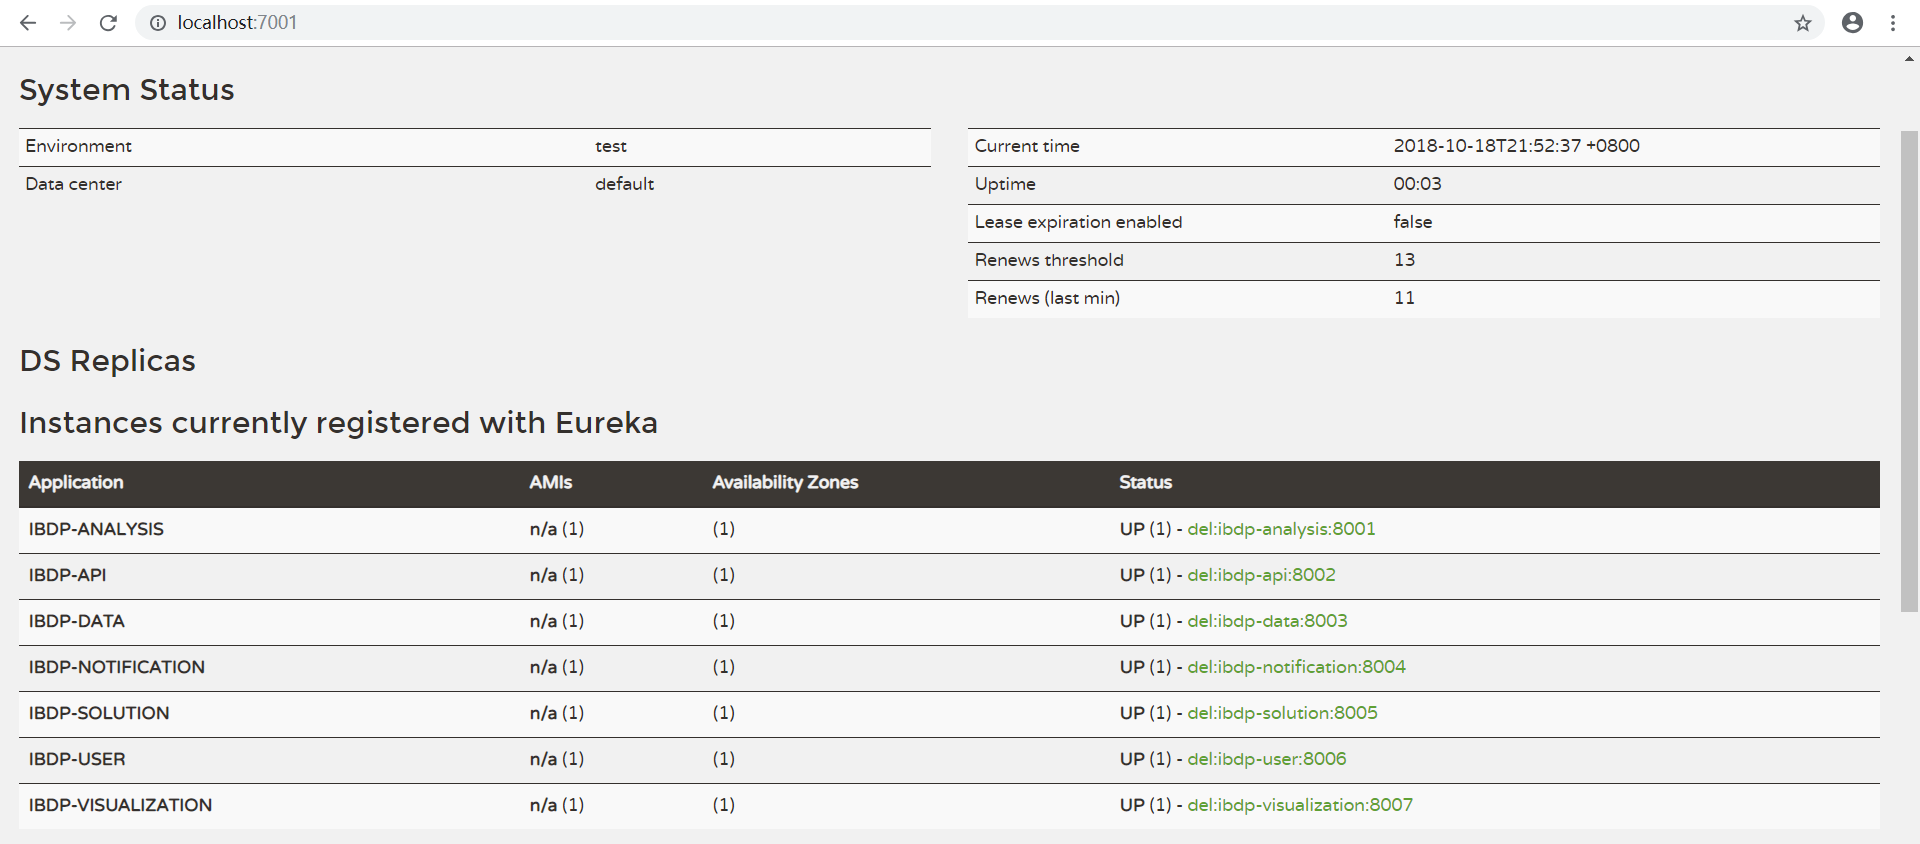 localhost:7001
System Status
Environment test
Data center default
Current time 2018-10-18T21:52:37 +0800
Uptime 00:03
Lease expiration enabled false
Renews threshold 13
Renews (last min) 11
DS Replicas
Instances currently registered with Eureka
Application AMIs Availability Zones Status
IBDP-ANALYSIS n/a (1) (1) UP (1) - del:ibdp-analysis:8001
IBDP-API n/a (1) (1) UP (1) - del:ibdp-api:8002
IBDP-DATA n/a (1) (1) UP (1) - del:ibdp-data:8003
IBDP-NOTIFICATION n/a (1) (1) UP (1) - del:ibdp-notification:8004
IBDP-SOLUTION n/a (1) (1) UP (1) - del:ibdp-solution:8005
IBDP-USER n/a (1) (1) UP (1) - del:ibdp-user:8006
IBDP-VISUALIZATION n/a (1) (1) UP (1) - del:ibdp-visualization:8007